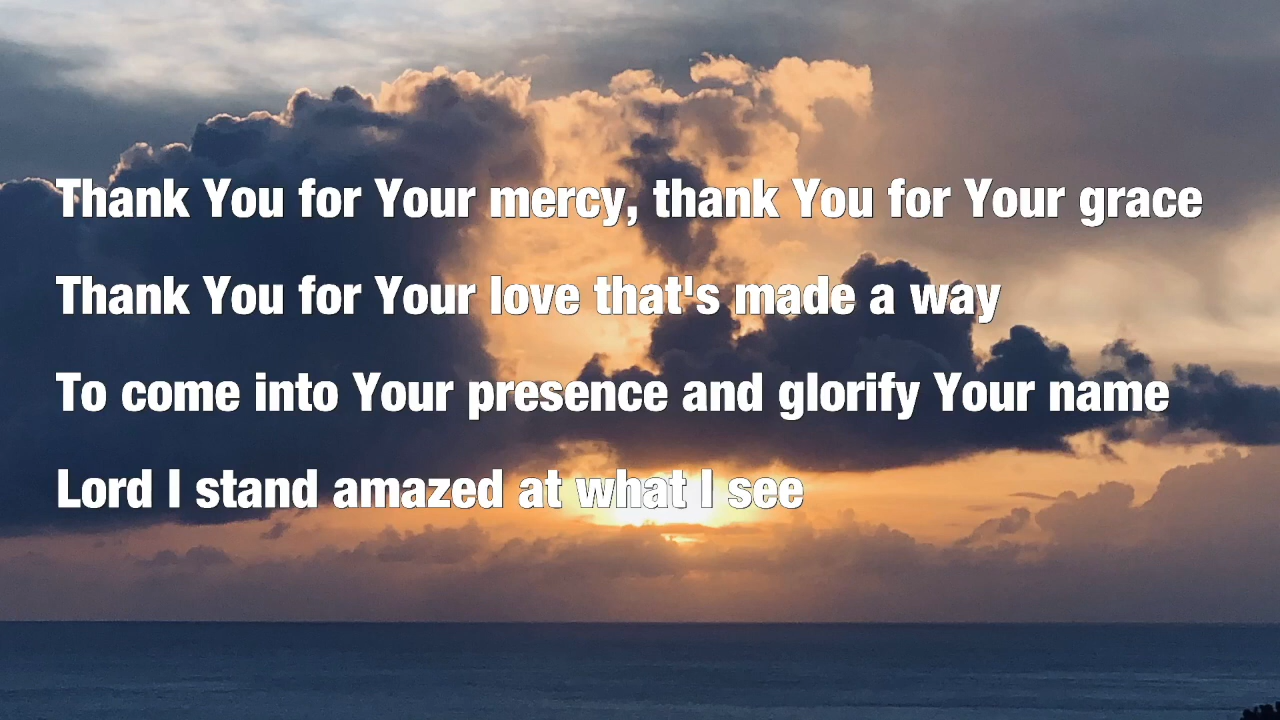 Thank You for Your mercy, thank You for Your grace
Thank You for Your love that's made a way
To come into Your presence and glorify Your name
Lord I stand amazed at what I see